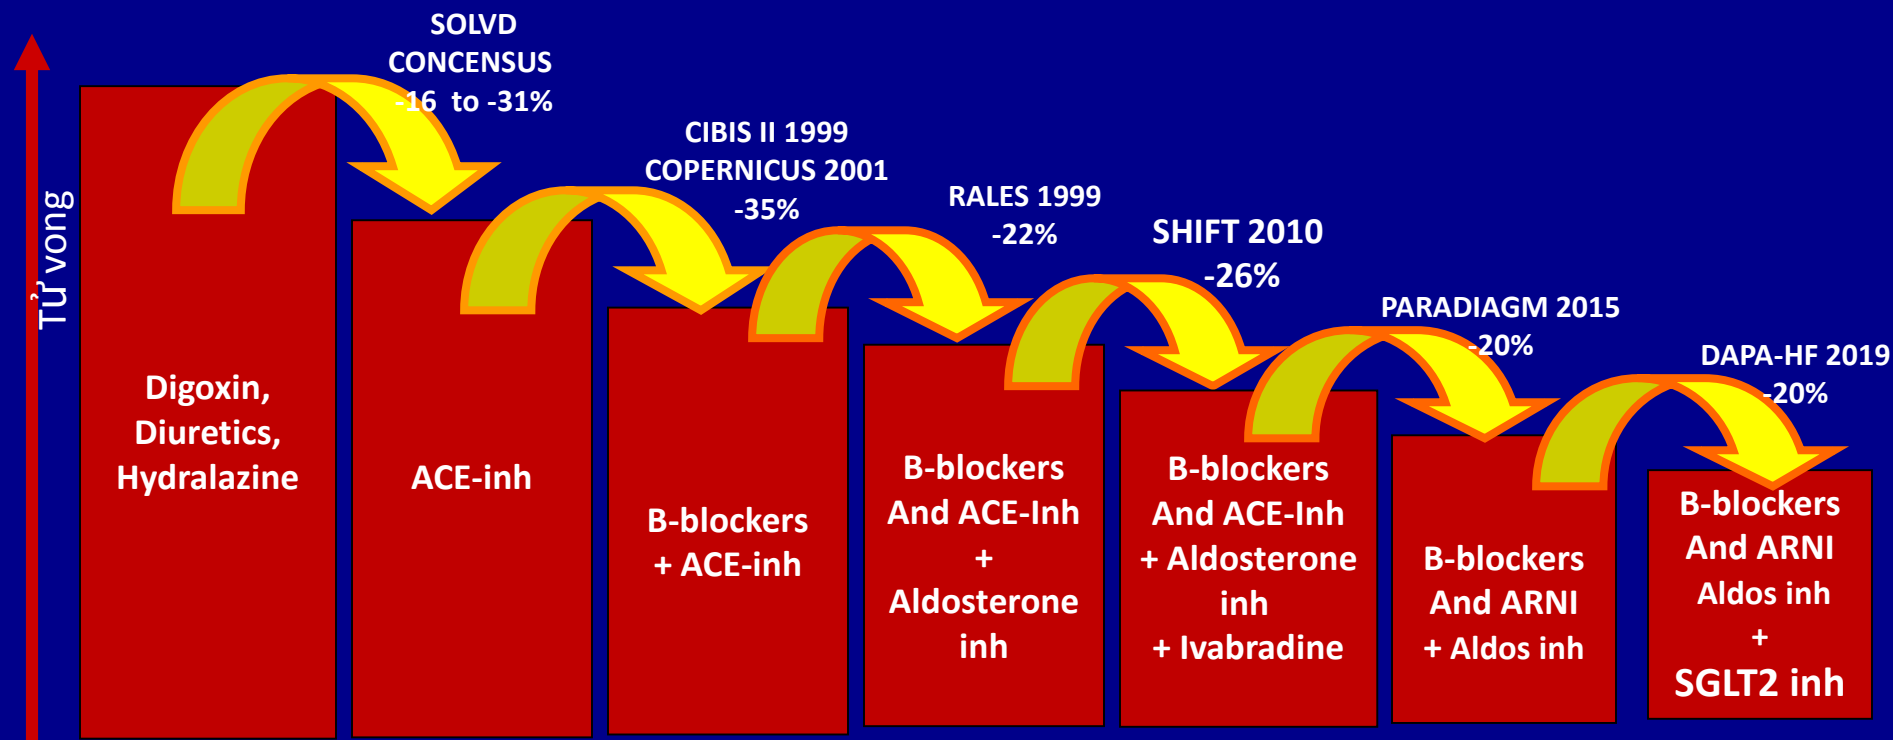 SOLVD
CONCENSUS
-16 to -31%
CIBIS II 1999
COPERNICUS 2001
-35%
RALES 1999
-22%
SHIFT 2010
-26%
PARADIAGM 2015
-20%
DAPA-HF 2019
-20%
Tử vong
Digoxin,
Diuretics,
Hydralazine
ACE-inh
B-blockers
+ ACE-inh
B-blockers
And ACE-Inh
+
Aldosterone
inh
B-blockers
And ACE-Inh
+ Aldosterone
inh
+ Ivabradine
B-blockers
And ARNI
+ Aldos inh
B-blockers
And ARNI
Aldos inh
+
SGLT2 inh